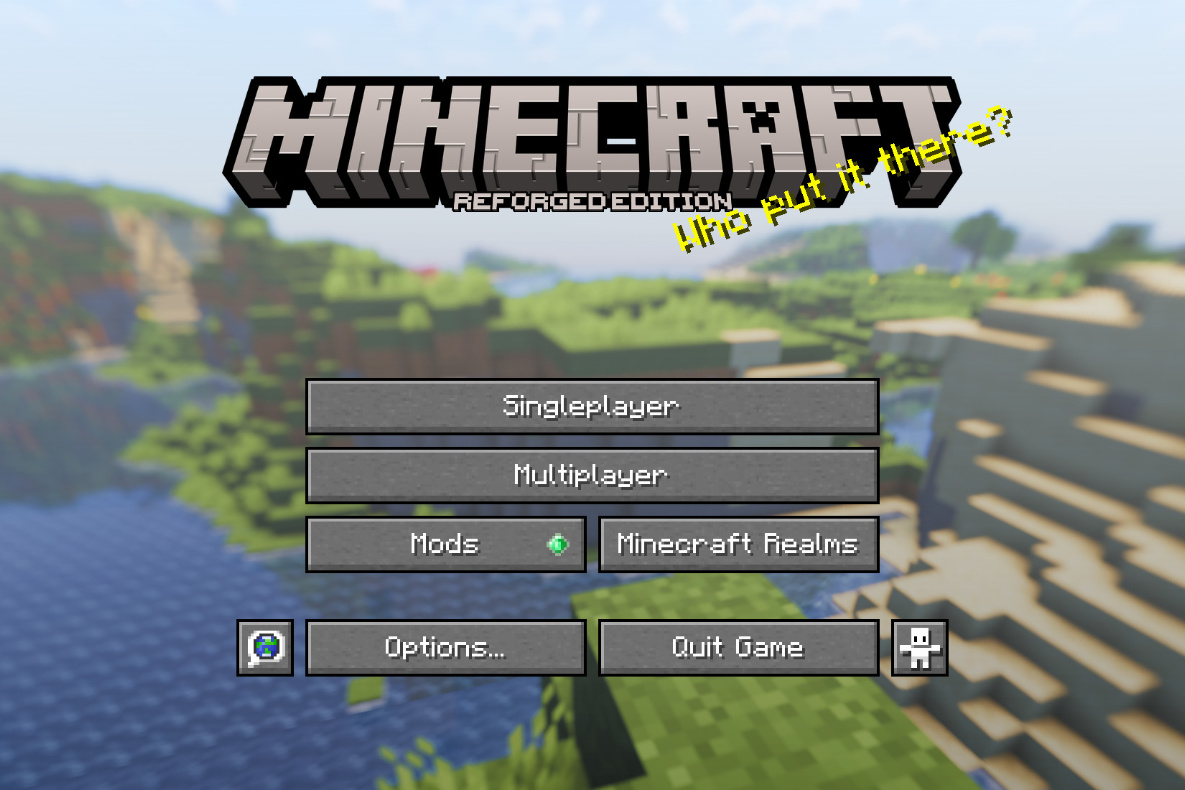 MINECRAFT
REFORGED EDITION
Who put it there?
Singleplayer
Multiplayer
Mods
Minecraft Realms
Options...
Quit Game